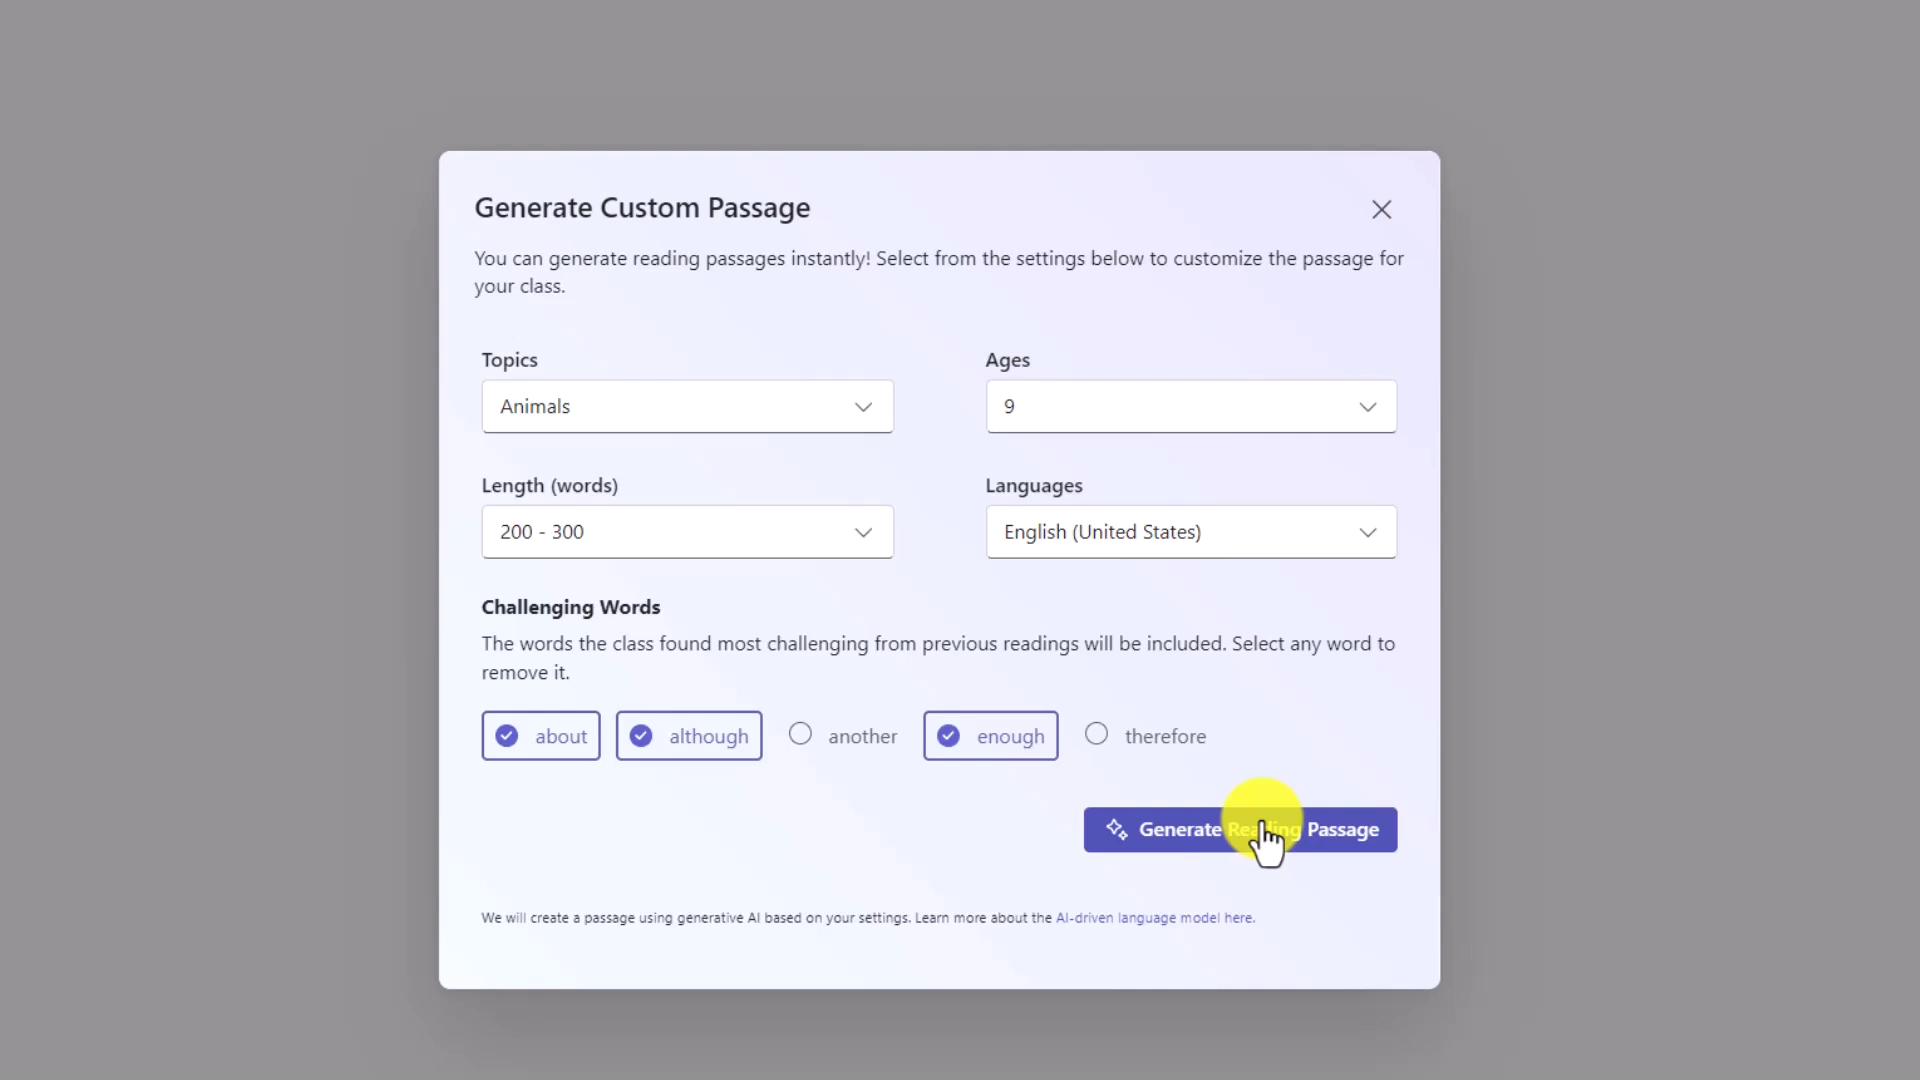 Generate Custom Passage
You can generate reading passages instantly! Select from the settings below to customize the passage for
your class.
Topics
Ages
Animals
9
Length (words)
Languages
200 - 300
English (United States)
Challenging Words
The words the class found most challenging from previous readings will be included. Select any word to
remove it.
about although another enough therefore
Generate Reading Passage
We will create a passage using generative AI based on your settings. Learn more about the AI-driven language model here.